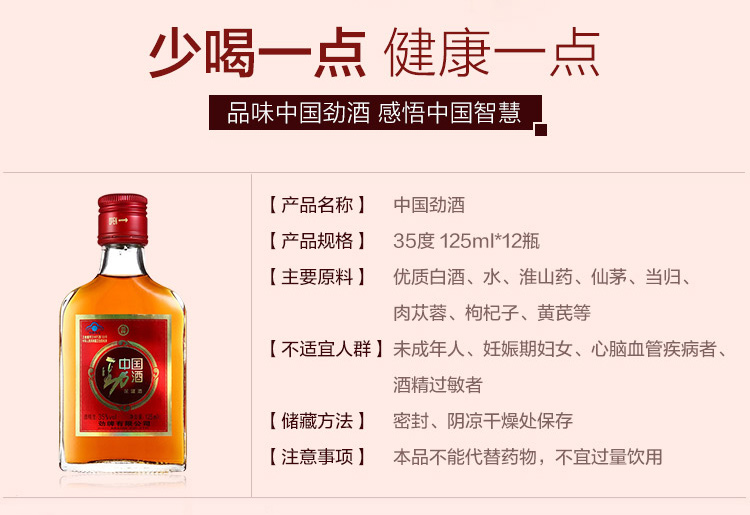 少喝一点 健康一点
品味中国劲酒 感悟中国智慧
【产品名称】 中国劲酒
【产品规格】 35度 125ml*12瓶
【主要原料】 优质白酒、水、淮山药、仙茅、当归、
肉苁蓉、枸杞子、黄芪等
【不适宜人群】 未成年人、妊娠期妇女、心脑血管疾病者、
酒精过敏者
【储藏方法】 密封、阴凉干燥处保存
【注意事项】 本品不能代替药物，不宜过量饮用
中国
劲酒